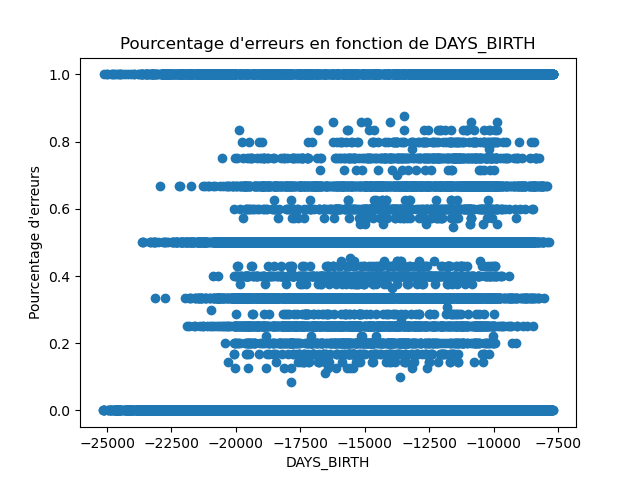 Pourcentage d'erreurs en fonction de DAYS_BIRTH
1.0
0.8
0.6
0.4
0.2
0.0
Pourcentage d'erreurs
−25000 −22500 −20000 −17500 −15000 −12500 −10000 −7500
DAYS_BIRTH